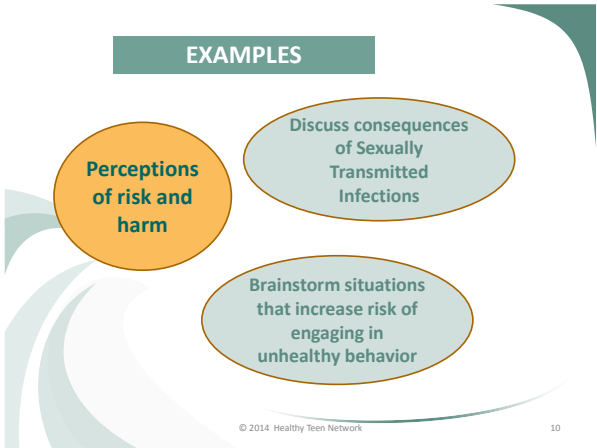 EXAMPLES
Perceptions
of risk and
harm
Discuss consequences
of Sexually
Transmitted
Infections
Brainstorm situations
that increase risk of
engaging in
unhealthy behavior
© 2014 Healthy Teen Network
10